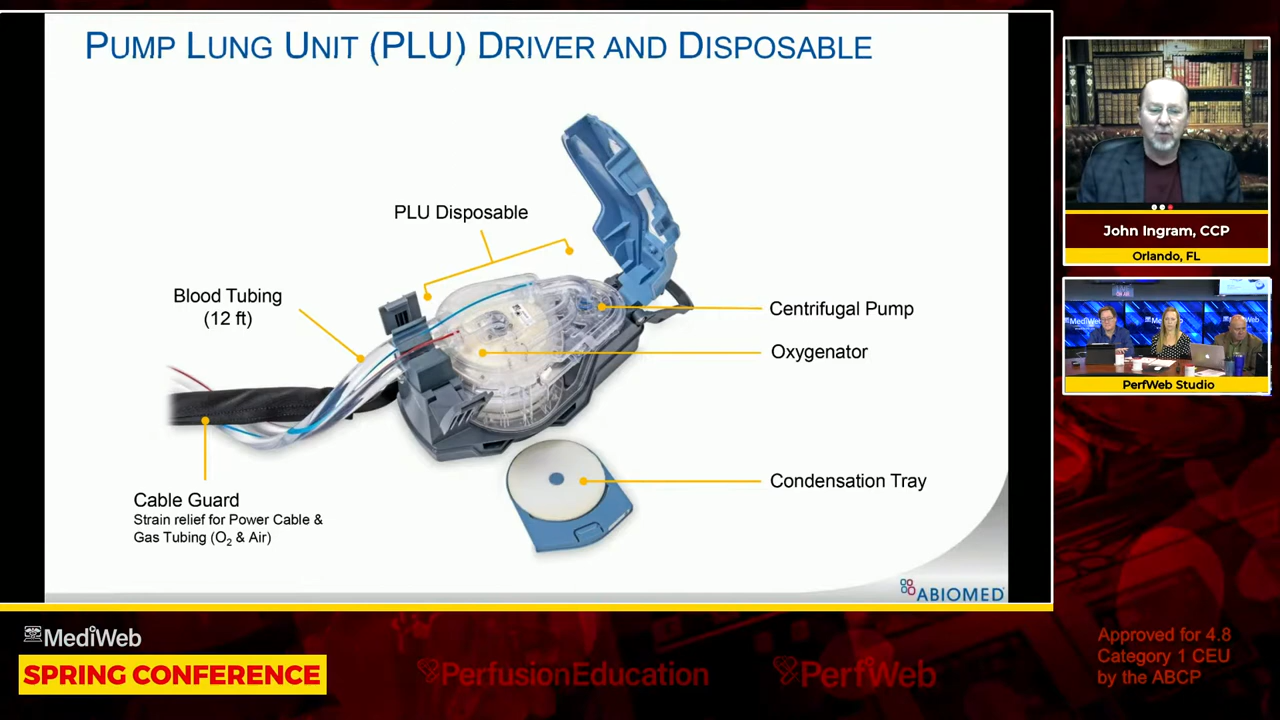 PUMP LUNG UNIT (PLU) DRIVER AND DISPOSABLE
PLU Disposable
Blood Tubing
(12 ft)
Centrifugal Pump
Oxygenator
Condensation Tray
Cable Guard
Strain relief for Power Cable &
Gas Tubing (O2 & Air)
ABIOMED
John Ingram, CCP
Orlando, FL
MediWeb
PerfWeb
PerfWeb Studio
MediWeb
SPRING CONFERENCE
PerfusionEducation
PerfWeb
Approved for 4.8
Category 1 CEU
by the ABCP